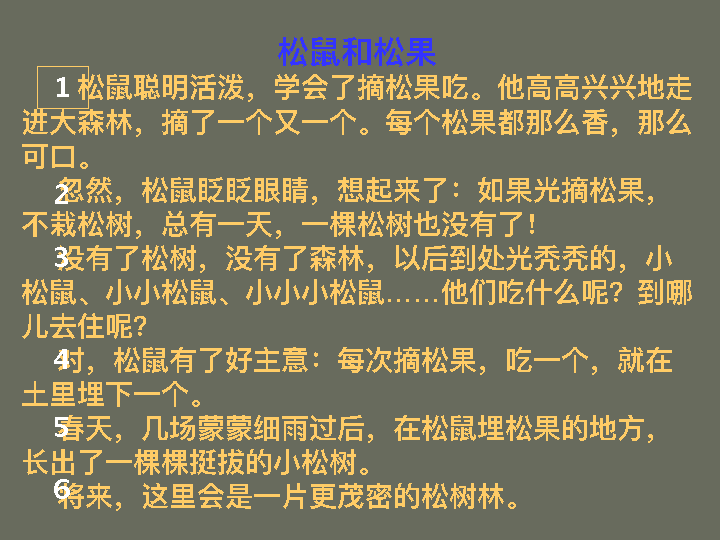 松鼠和松果
1 松鼠聪明活泼，学会了摘松果吃。他高高兴兴地走
进大森林，摘了一个又一个。每个松果都那么香，那么
可口。
2 忽然，松鼠眨眨眼睛，想起来了：如果光摘松果，
不栽松树，总有一天，一棵松树也没有了！
3 没有了松树，没有了森林，以后到处光秃秃的，小
松鼠、小小松鼠、小小小松鼠……他们吃什么呢？到哪
儿去住呢？
4 对，松鼠有了好主意：每次摘松果，吃一个，就在
土里埋下一个。
5 春天，几场蒙蒙细雨过后，在松鼠埋松果的地方，
长出了一棵棵挺拔的小松树。
6 将来，这里会是一片更茂密的松树林。